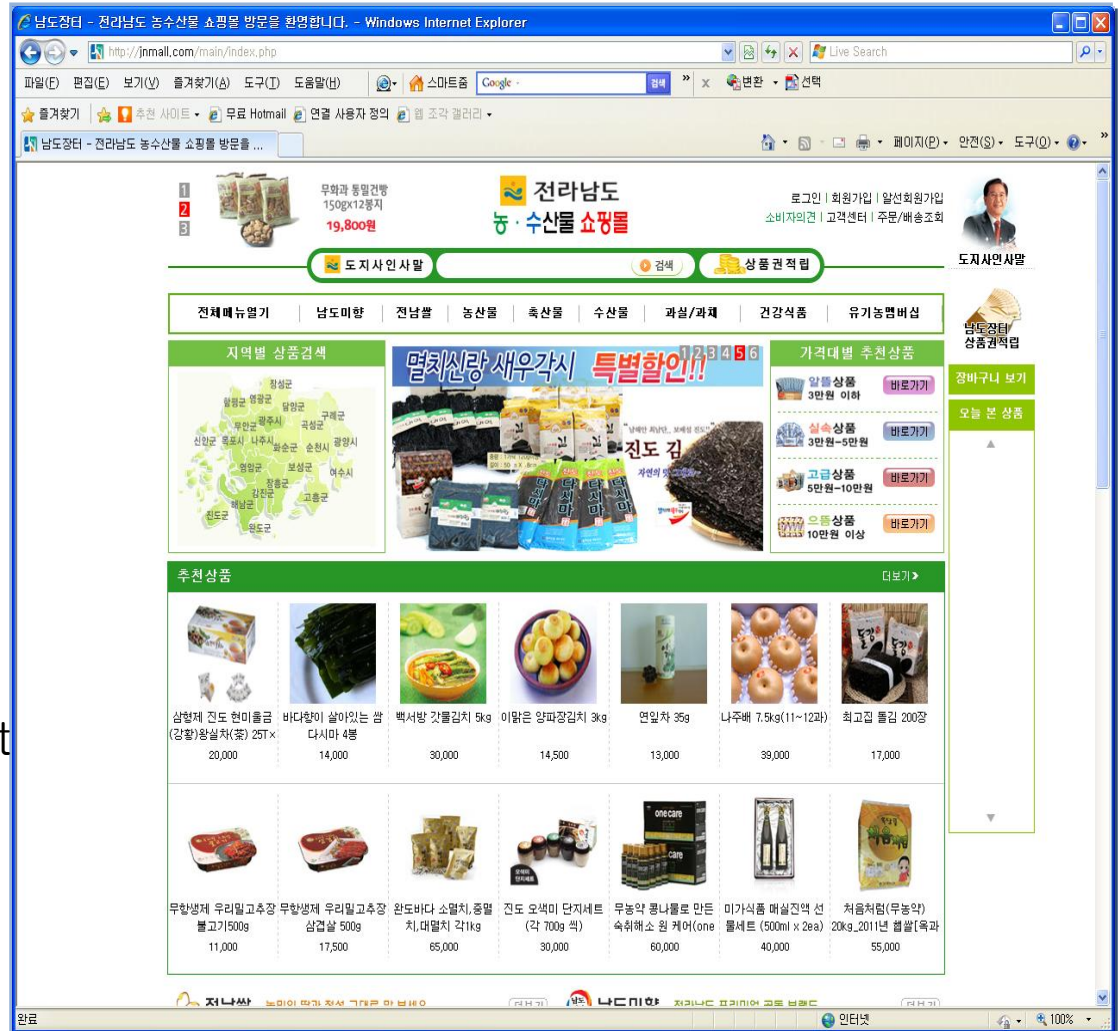 남도장터 - 전라남도 농수산물 쇼핑몰 방문을 환명합니다. - Windows Internet Explorer
http://jnmall.com/main/index.php
Live Search
파일(F) 편집(E) 보기(V) 즐겨찾기(A) 도구(T) 도움말(H)
스마트줌 Google 검색 » x 변환 선택
즐겨찾기 추천 사이트 무료 Hotmail 연결 사용자 정의 웹 조각 갤러리
남도장터 - 전라남도 농수산물 쇼핑몰 방문을 ...
페이지(P) 안전(S) 도구(O) »
1
2
3
무화과 통밀건빵
150gx12봉지
19,800원
전라남도
농·수산물 쇼핑몰
로그인 | 회원가입 | 알선회원가입
소비자의견 | 고객센터 | 주문/배송조회
도지사인사말
도지사인사말 검색 상품권적립
남도장터
상품권적립
전체메뉴열기 남도미향 전남쌀 농산물 축산물 수산물 과실/과채 건강식품 유기농멤버십
지역별 상품검색
장성군
함평군 영광군 담양군
구례군
무안군 광주시 곡성군
신안군 목포시 나주시 화순군 순천시 광양시
영암군 보성군 여수시
장흥군
강진군 고흥군
해남군
진도군
완도군
멸치신랑 새우각시 특별할인!!
1 2 3 4 5 6
진도 김
다시마 다시마
가격대별 추천상품
알뜰상품
3만원 이하
바로가기
실속상품
3만원-5만원
바로가기
고급상품
5만원-10만원
바로가기
으뜸상품
10만원 이상
바로가기
장바구니 보기
오늘 본 상품
추천상품 더보기
돌김
삼형제 진도 현미울금 바다향이 살아있는 쌈 백서방 갓물김치 5kg 이맑은 양파장김치 3kg 연잎차 35g 나주배 7.5kg(11~12과) 최고집 돌김 200장
(강황)왕실차(茶) 25T× 다시마 4봉
20,000 14,000 30,000 14,500 13,000 39,000 17,000
t
onecare
care
오색미
단지세트
무항생제 우리밀고추장 무항생제 우리밀고추장 완도바다 소멸치,중멸 진도 오색미 단지세트 무농약 콩나물로 만든 미가식품 매실진액 선 처음처럼(무농약)
불고기500g 삼겹살 500g 치,대멸치 각1kg (각 700g 씩) 숙취해소 원 케어(one 물세트 (500ml x 2ea) 20kg_2011년 햅쌀[옥과
11,000 17,500 65,000 30,000 60,000 40,000 55,000
전남쌀 더보기 남도미향 더보기
완료 인터넷 100%